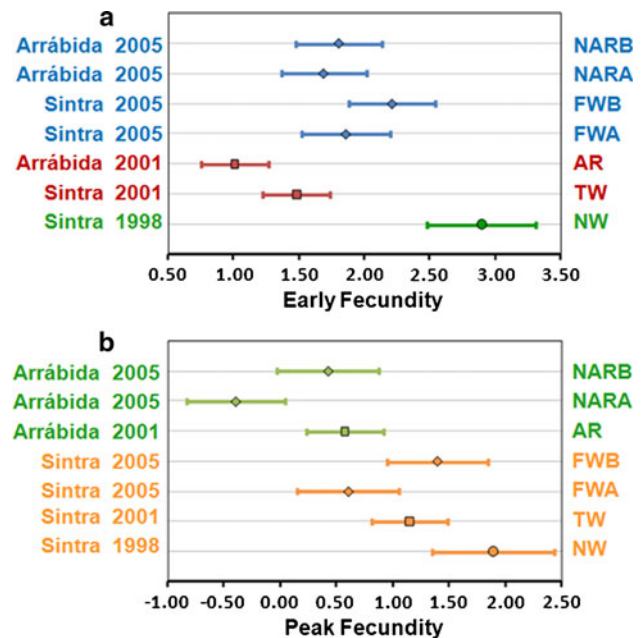 a
Arrábida 2005 NARB
Arrábida 2005 NARA
Sintra 2005 FWB
Sintra 2005 FWA
Arrábida 2001 AR
Sintra 2001 TW
Sintra 1998 NW
0.50 1.00 1.50 2.00 2.50 3.00 3.50
Early Fecundity
b
Arrábida 2005 NARB
Arrábida 2005 NARA
Arrábida 2001 AR
Sintra 2005 FWB
Sintra 2005 FWA
Sintra 2001 TW
Sintra 1998 NW
-1.00 -0.50 0.00 0.50 1.00 1.50 2.00 2.50
Peak Fecundity